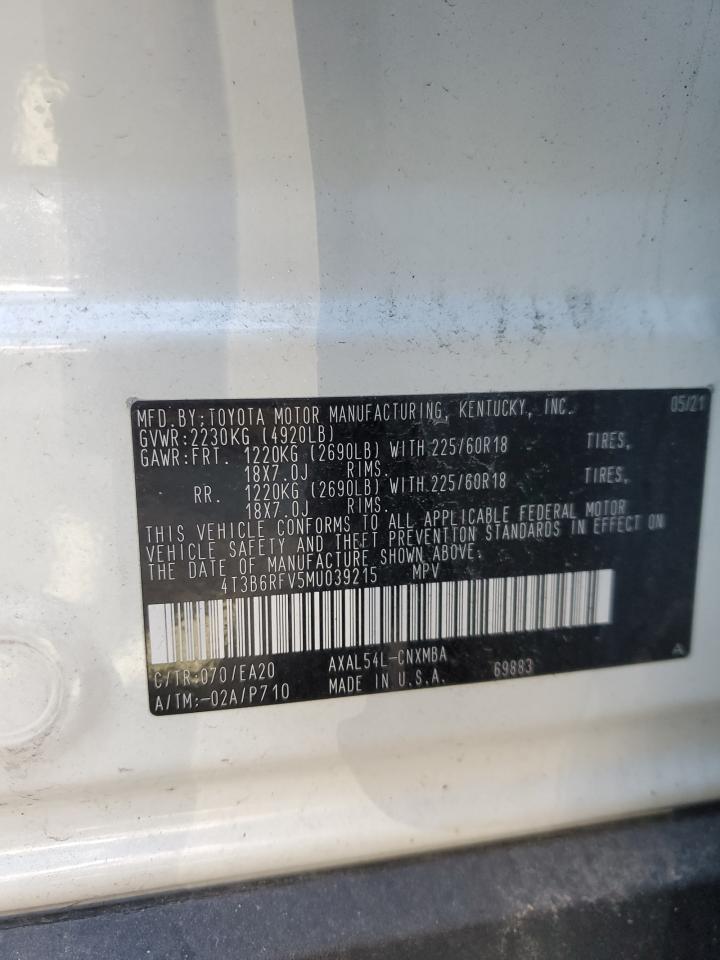 MFD.BY:TOYOTA MOTOR MANUFACTURING, KENTUCKY, INC. 05/21
GVWR:2230KG (4920LB)
GAWR:FRT. 1220KG (2690LB) WITH 225/60R18 TIRES,
18X7.0J RIMS.
RR. 1220KG (2690LB) WITH 225/60R18 TIRES,
18X7.0J RIMS.
THIS VEHICLE CONFORMS TO ALL APPLICABLE FEDERAL MOTOR
VEHICLE SAFETY AND THEFT PREVENTION STANDARDS IN EFFECT ON
THE DATE OF MANUFACTURE SHOWN ABOVE.
4T3B6RFV5MU039215 MPV
C/TR:070/EA20 AXAL54L-CNXMBA
A/TM:-02A/P710 MADE IN U.S.A. 69883 A